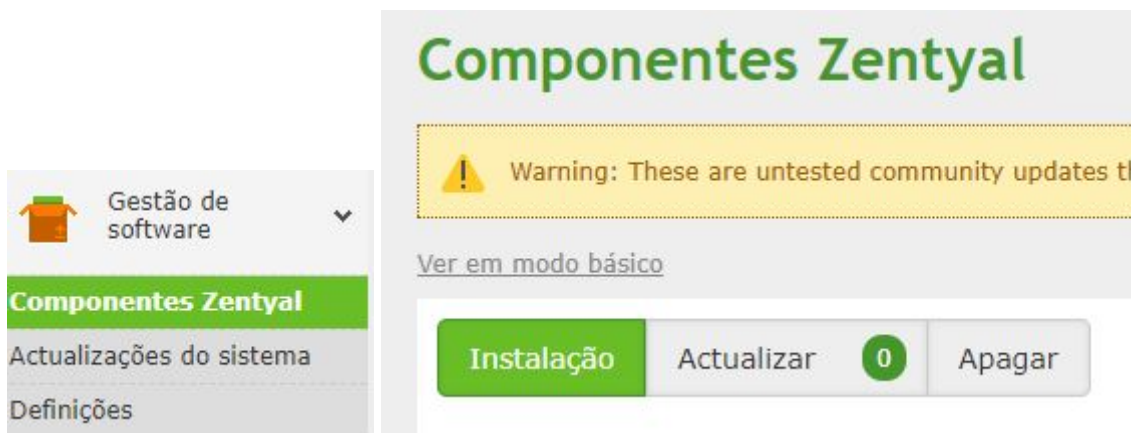 Gestão de
software
Componentes Zentyal
Actualizações do sistema
Definições
Componentes Zentyal
Warning: These are untested community updates
Ver em modo básico
Instalação
Actualizar
0
Apagar